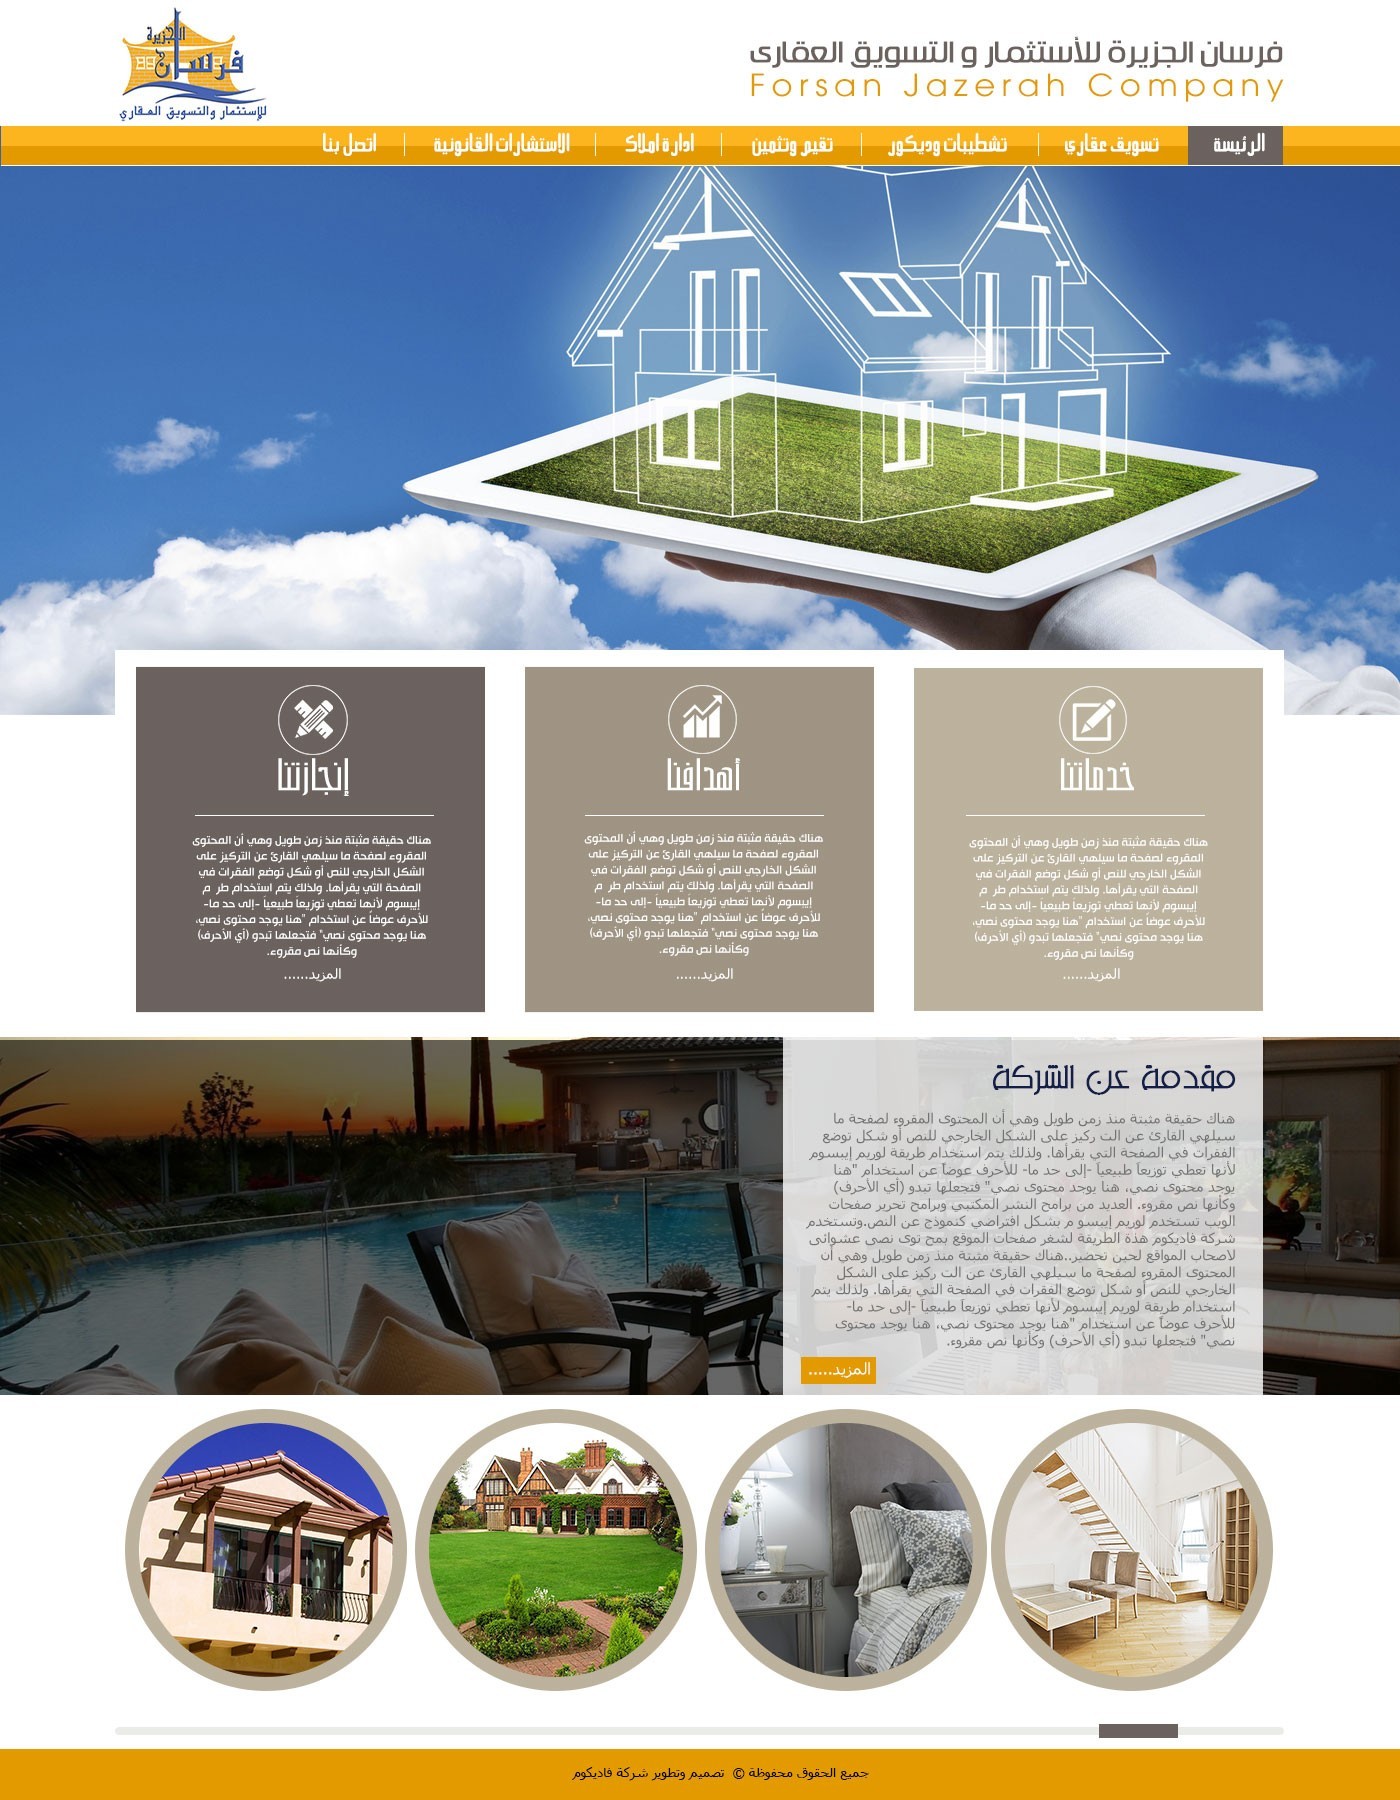 الجزيرة
فرسان
للإستثمار والتسويق العقاري
فرسان الجزيرة للأستثمار و التسويق العقارى
Forsan Jazerah Company
الرئيسة
تسويف عقاري
تشطيبات وديكور
تقيم وتثمين
ادارة املاك
الاستشارات القانونية
اتصل بنا
خدماتنا
هناك حقيقة مثبتة منذ زمن طويل وهي أن المحتوى
المقروء لصفحة ما سيلهي القارئ عن التركيز على
الشكل الخارجي للنص أو شكل توضع الفقرات في
الصفحة التي يقرأها. ولذلك يتم استخدام طر م
إيبسوم لأنها تعطي توزيعاَ طبيعياَ -إلى حد ما-
للأحرف عوضاً عن استخدام "هنا يوجد محتوى نصي،
هنا يوجد محتوى نصي" فتجعلها تبدو (أي الأحرف)
وكأنها نص مقروء.
المزيد......
أهدافنا
هناك حقيقة مثبتة منذ زمن طويل وهي أن المحتوى
المقروء لصفحة ما سيلهي القارئ عن التركيز على
الشكل الخارجي للنص أو شكل توضع الفقرات في
الصفحة التي يقرأها. ولذلك يتم استخدام طر م
إيبسوم لأنها تعطي توزيعاَ طبيعياَ -إلى حد ما-
للأحرف عوضاً عن استخدام "هنا يوجد محتوى نصي،
هنا يوجد محتوى نصي" فتجعلها تبدو (أي الأحرف)
وكأنها نص مقروء.
المزيد......
إنجازتنا
هناك حقيقة مثبتة منذ زمن طويل وهي أن المحتوى
المقروء لصفحة ما سيلهي القارئ عن التركيز على
الشكل الخارجي للنص أو شكل توضع الفقرات في
الصفحة التي يقرأها. ولذلك يتم استخدام طر م
إيبسوم لأنها تعطي توزيعاَ طبيعياَ -إلى حد ما-
للأحرف عوضاً عن استخدام "هنا يوجد محتوى نصي،
هنا يوجد محتوى نصي" فتجعلها تبدو (أي الأحرف)
وكأنها نص مقروء.
المزيد......
مقدمة عن الشركة
هناك حقيقة مثبتة منذ زمن طويل وهي أن المحتوى المقروء لصفحة ما
سيلهي القارئ عن الت ركيز على الشكل الخارجي للنص أو شكل توضع
الفقرات في الصفحة التي يقرأها. ولذلك يتم استخدام طريقة لوريم إيبسوم
لأنها تعطي توزيعاَ طبيعياَ -إلى حد ما- للأحرف عوضاً عن استخدام "هنا
يوجد محتوى نصي، هنا يوجد محتوى نصي" فتجعلها تبدو (أي الأحرف)
وكأنها نص مقروء. العديد من برامح النشر المكتبي وبرامح تحرير صفحات
الويب تستخدم لوريم إيبسو م بشكل افتراضي كنموذج عن النص.وتستخدم
شركة فاديكوم هذة الطريقة لشغر صفحات الموقع بمح توى نصى عشوائى
لاصحاب المواقع لحين تحضير..هناك حقيقة مثبتة منذ زمن طويل وهي أن
المحتوى المقروء لصفحة ما سيلهي القارئ عن الت ركيز على الشكل
الخارجي للنص أو شكل توضع الفقرات في الصفحة التي يقرأها. ولذلك يتم
استخدام طريقة لوريم إيبسوم لأنها تعطي توزيعاَ طبيعياَ -إلى حد ما-
للأحرف عوضاً عن استخدام "هنا يوجد محتوى نصي، هنا يوجد محتوى
نصي" فتجعلها تبدو (أي الأحرف) وكأنها نص مقروء.
المزيد.....
جميع الحقوق محفوظة © تصميم وتطوير شركة فاديكوم